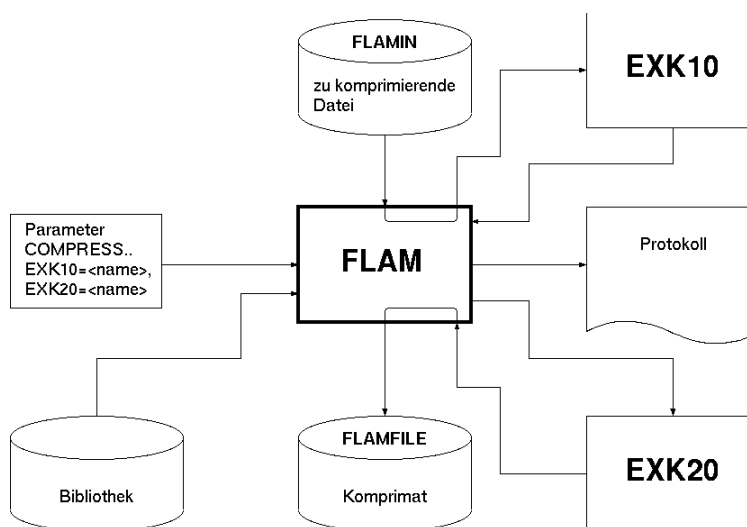 FLAMIN
zu komprimierende
Datei
EXK10
Parameter
COMPRESS..
EXK10=<name>,
EXK20=<name>
FLAM
Protokoll
Bibliothek
FLAMFILE
Komprimat
EXK20